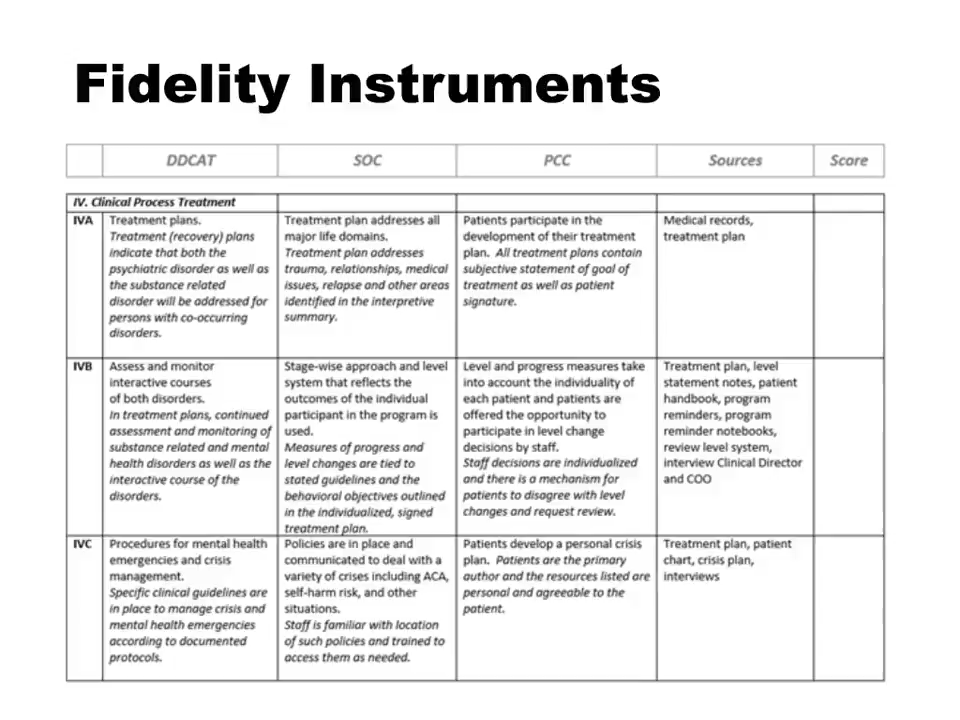 Fidelity Instruments
DDCAT SOC PCC Sources Score
IV. Clinical Process Treatment
IVA
Treatment plans.
Treatment (recovery) plans
indicate that both the
psychiatric disorder as well as
the substance related
disorder will be addressed for
persons with co-occurring
disorders.
Treatment plan addresses all
major life domains.
Treatment plan addresses
trauma, relationships, medical
issues, relapse and other areas
identified in the interpretive
summary.
Patients participate in the
development of their treatment
plan. All treatment plans contain
subjective statement of goal of
treatment as well as patient
signature.
Medical records,
treatment plan
IVB
Assess and monitor
interactive courses
of both disorders.
In treatment plans, continued
assessment and monitoring of
substance related and mental
health disorders as well as the
interactive course of the
disorders.
Stage-wise approach and level
system that reflects the
outcomes of the individual
participant in the program is
used.
Measures of progress and
level changes are tied to
stated guidelines and the
behavioral objectives outlined
in the individualized, signed
treatment plan.
Level and progress measures take
into account the individuality of
each patient and patients are
offered the opportunity to
participate in level change
decisions by staff.
Staff decisions are individualized
and there is a mechanism for
patients to disagree with level
changes and request review.
Treatment plan, level
statement notes, patient
handbook, program
reminders, program
reminder notebooks,
review level system,
interview Clinical Director
and COO
IVC
Procedures for mental health
emergencies and crisis
management.
Specific clinical guidelines are
in place to manage crisis and
mental health emergencies
according to documented
protocols.
Policies are in place and
communicated to deal with a
variety of crises including ACA,
self-harm risk, and other
situations.
Staff is familiar with location
of such policies and trained to
access them as needed.
Patients develop a personal crisis
plan. Patients are the primary
author and the resources listed are
personal and agreeable to the
patient.
Treatment plan, patient
chart, crisis plan,
interviews